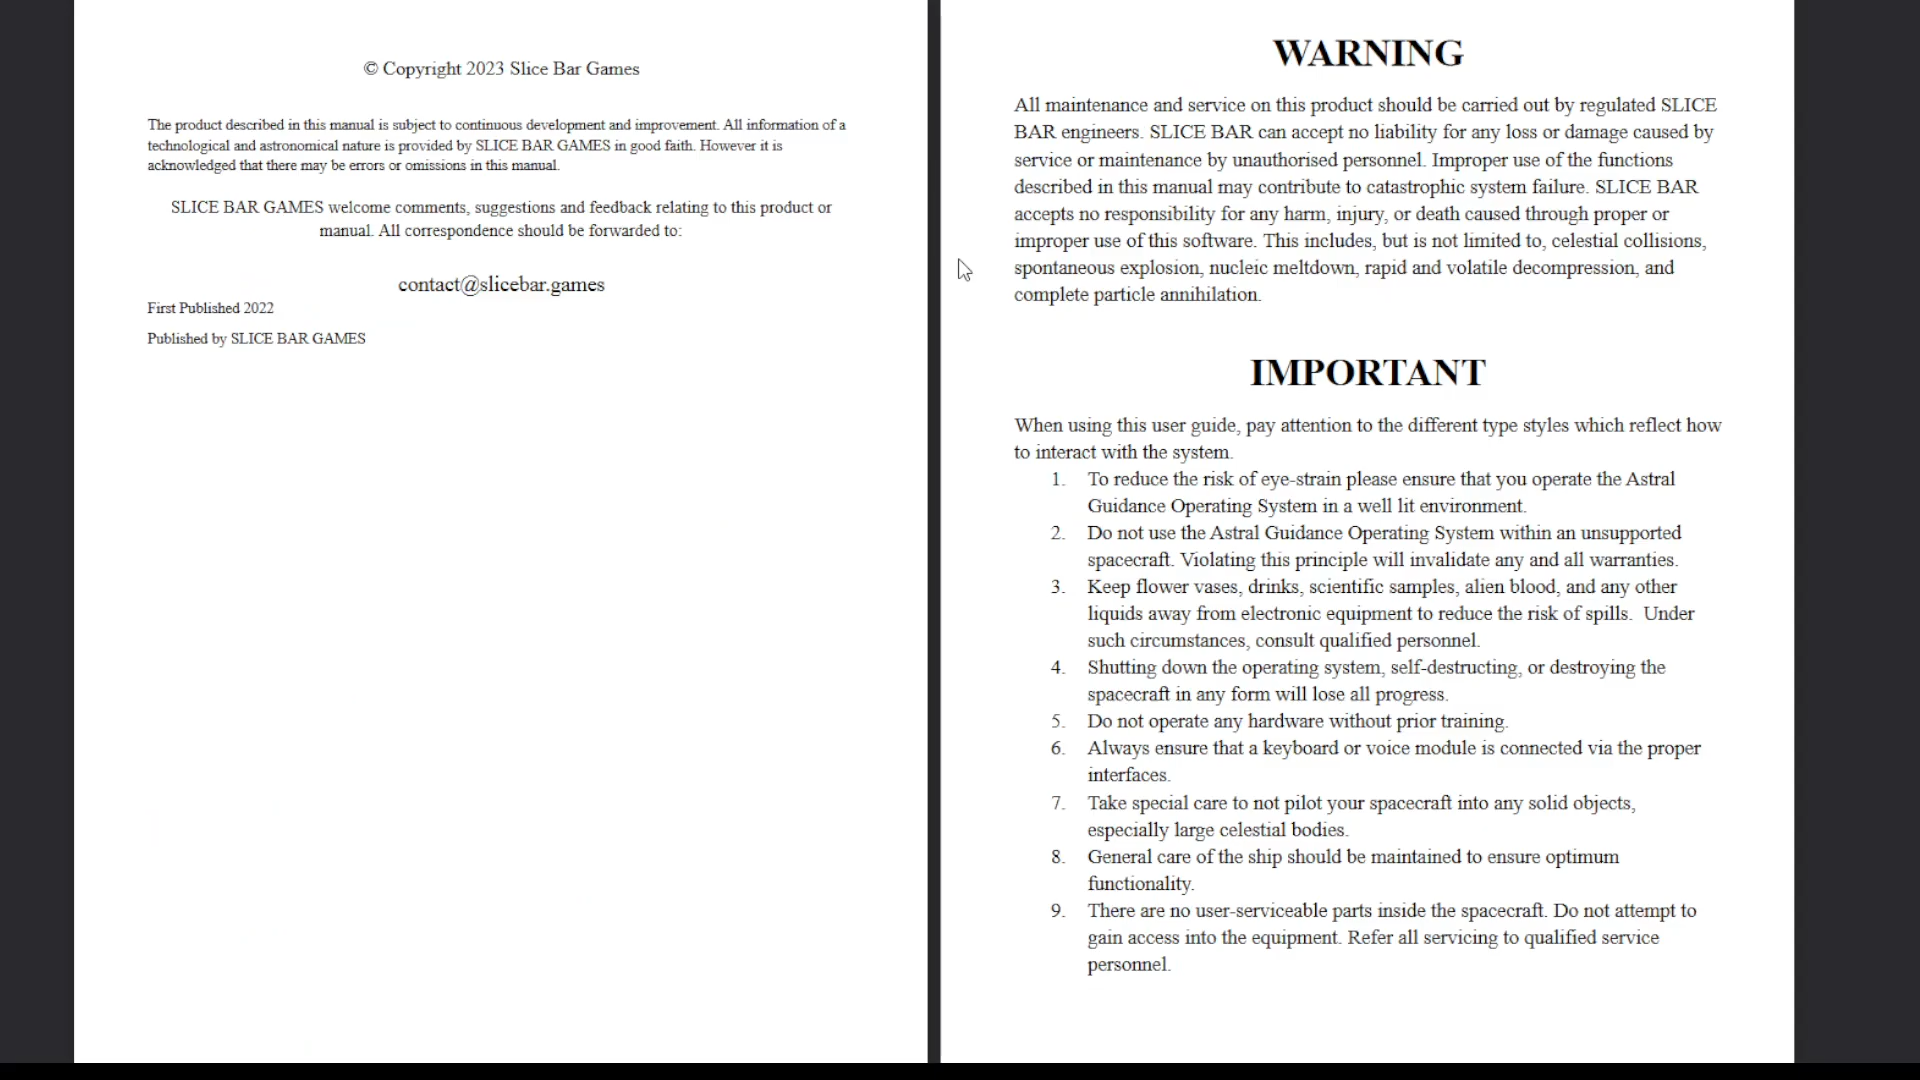 © Copyright 2023 Slice Bar Games
The product described in this manual is subject to continuous development and improvement. All information of a
technological and astronomical nature is provided by SLICE BAR GAMES in good faith. However it is
acknowledged that there may be errors or omissions in this manual.
SLICE BAR GAMES welcome comments, suggestions and feedback relating to this product or
manual. All correspondence should be forwarded to:
contact@slicebar.games
First Published 2022
Published by SLICE BAR GAMES
WARNING
All maintenance and service on this product should be carried out by regulated SLICE
BAR engineers. SLICE BAR can accept no liability for any loss or damage caused by
service or maintenance by unauthorised personnel. Improper use of the functions
described in this manual may contribute to catastrophic system failure. SLICE BAR
accepts no responsibility for any harm, injury, or death caused through proper or
improper use of this software. This includes, but is not limited to, celestial collisions,
spontaneous explosion, nucleic meltdown, rapid and volatile decompression, and
complete particle annihilation.
IMPORTANT
When using this user guide, pay attention to the different type styles which reflect how
to interact with the system.
1. To reduce the risk of eye-strain please ensure that you operate the Astral
Guidance Operating System in a well lit environment.
2. Do not use the Astral Guidance Operating System within an unsupported
spacecraft. Violating this principle will invalidate any and all warranties.
3. Keep flower vases, drinks, scientific samples, alien blood, and any other
liquids away from electronic equipment to reduce the risk of spills. Under
such circumstances, consult qualified personnel.
4. Shutting down the operating system, self-destructing, or destroying the
spacecraft in any form will lose all progress.
5. Do not operate any hardware without prior training.
6. Always ensure that a keyboard or voice module is connected via the proper
interfaces.
7. Take special care to not pilot your spacecraft into any solid objects,
especially large celestial bodies.
8. General care of the ship should be maintained to ensure optimum
functionality.
9. There are no user-serviceable parts inside the spacecraft. Do not attempt to
gain access into the equipment. Refer all servicing to qualified service
personnel.